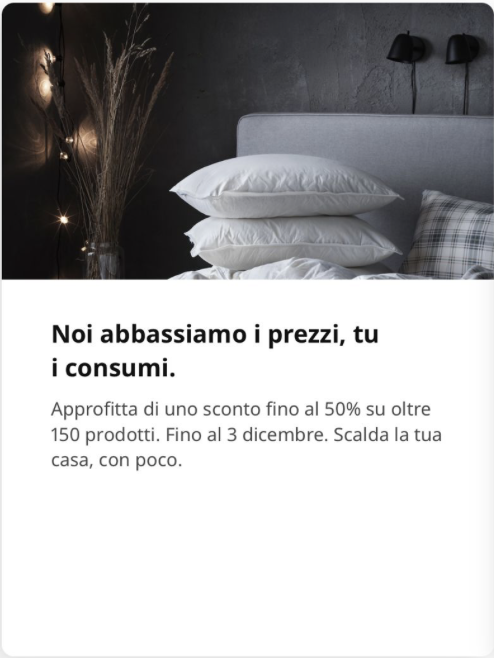 Noi abbassiamo i prezzi, tu
i consumi.
Approfitta di uno sconto fino al 50% su oltre
150 prodotti. Fino al 3 dicembre. Scalda la tua
casa, con poco.